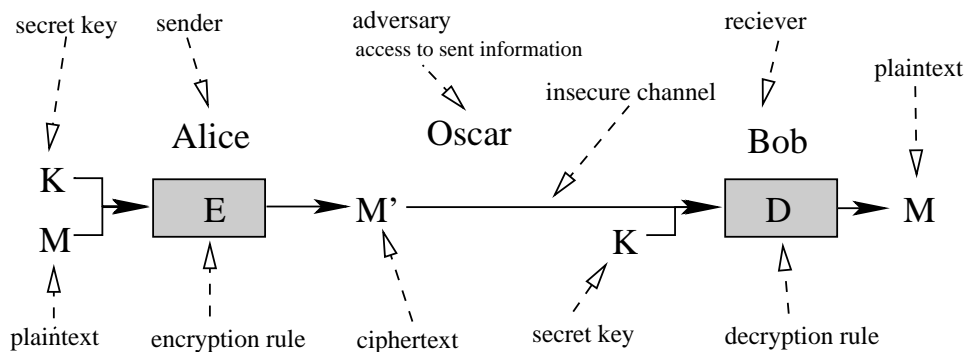 secret key
sender
adversary
access to sent information
reciever
plaintext
insecure channel
Alice
Oscar
Bob
K
E
M'
D
M
M
K
plaintext
encryption rule
ciphertext
secret key
decryption rule